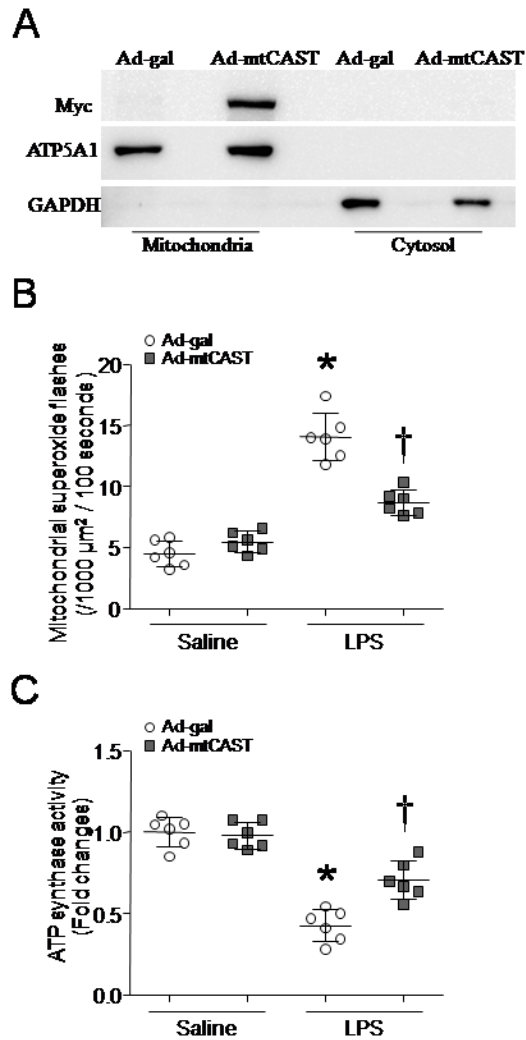 A
Ad-gal Ad-mtCAST Ad-gal Ad-mtCAST
Myc
ATP5A1
GAPDH
Mitochondria Cytosol
B
Ad-gal
Ad-mtCAST
Mitochondrial superoxide flashes
(/1000 µm² / 100 seconds)
20
15
10
5
0
*
†
Saline LPS
C
Ad-gal
Ad-mtCAST
ATP synthase activity
(Fold changes)
1.5
1.0
0.5
0.0
*
†
Saline LPS